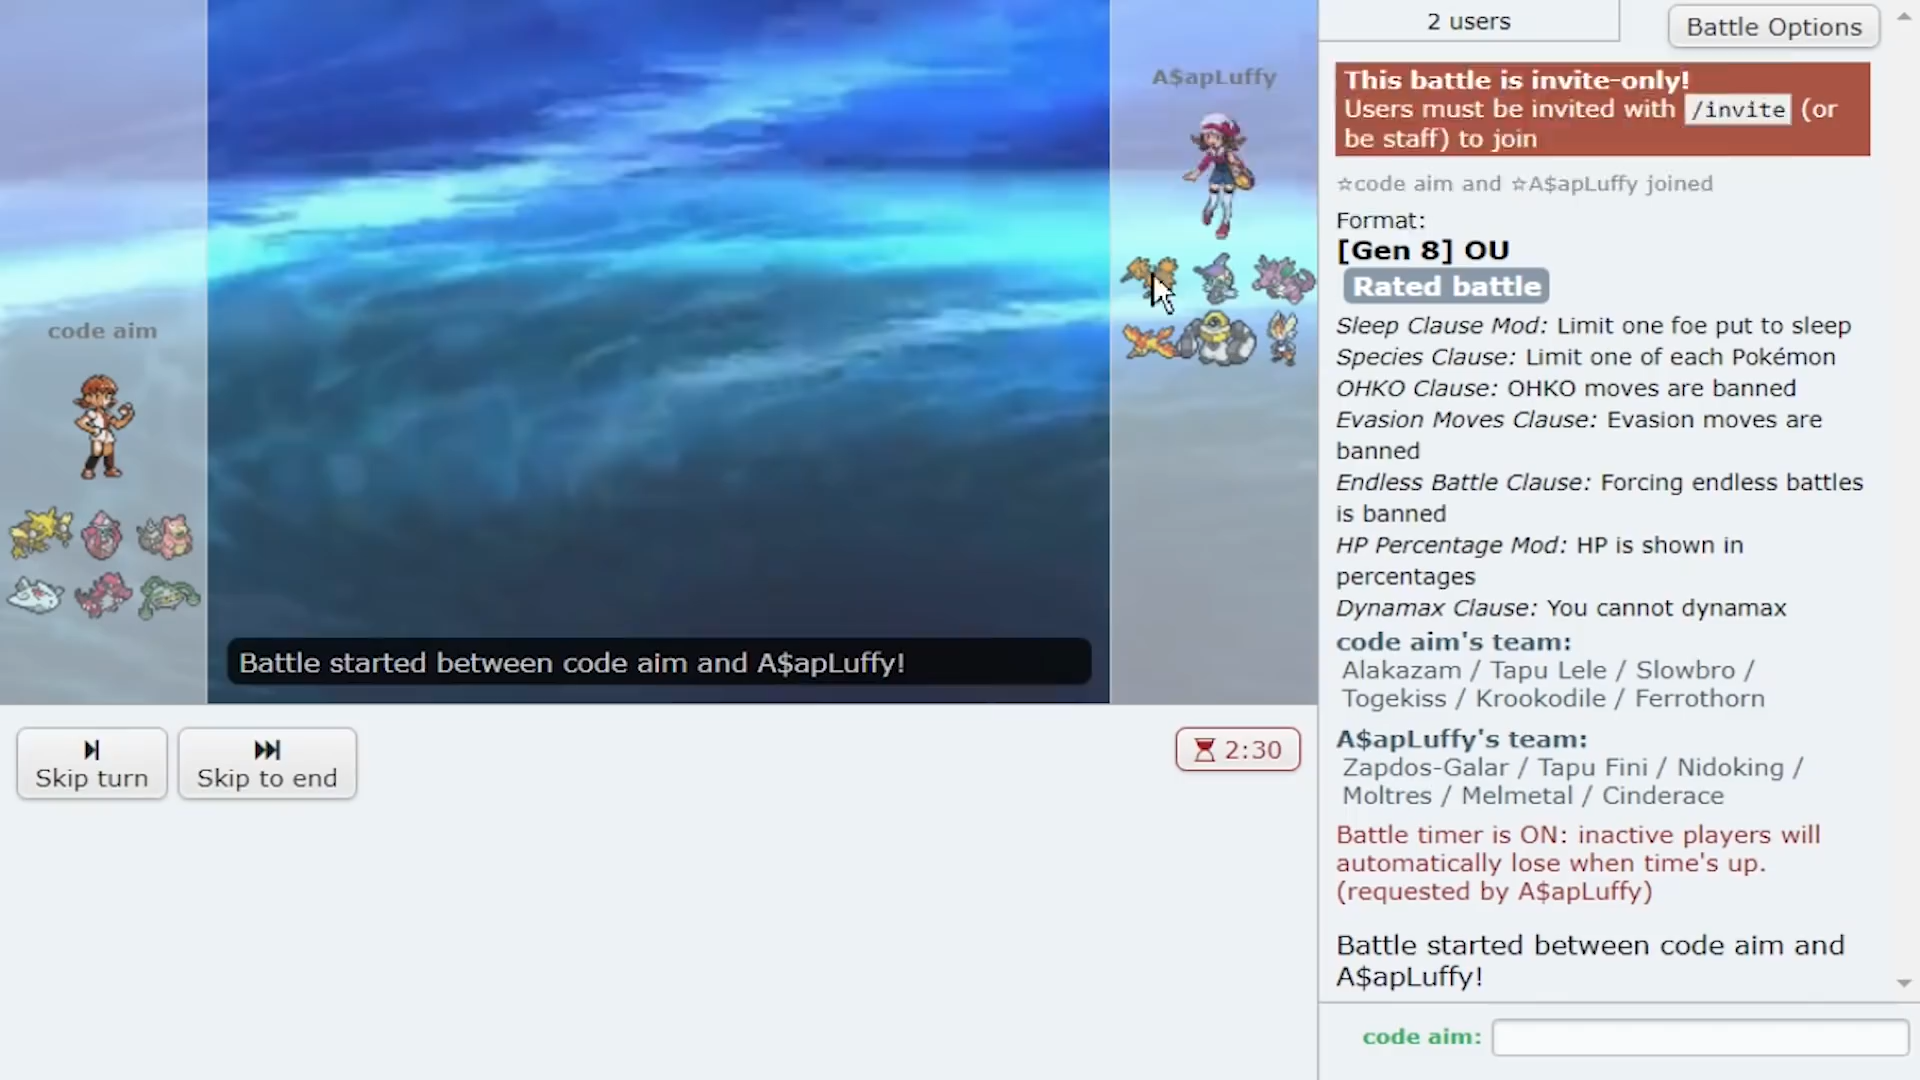 2 users
Battle Options
This battle is invite-only!
Users must be invited with /invite (or
be staff) to join
☆code aim and ☆A$apLuffy joined
Format:
[Gen 8] OU
Rated battle
Sleep Clause Mod: Limit one foe put to sleep
Species Clause: Limit one of each Pokémon
OHKO Clause: OHKO moves are banned
Evasion Moves Clause: Evasion moves are
banned
Endless Battle Clause: Forcing endless battles
is banned
HP Percentage Mod: HP is shown in
percentages
Dynamax Clause: You cannot dynamax
code aim's team:
Alakazam / Tapu Lele / Slowbro /
Togekiss / Krookodile / Ferrothorn
A$apLuffy's team:
Zapdos-Galar / Tapu Fini / Nidoking /
Moltres / Melmetal / Cinderace
Battle timer is ON: inactive players will
automatically lose when time's up.
(requested by A$apLuffy)
Battle started between code aim and
A$apLuffy!
code aim:
A$apLuffy
code aim
Battle started between code aim and A$apLuffy!
Skip turn
Skip to end
2:30